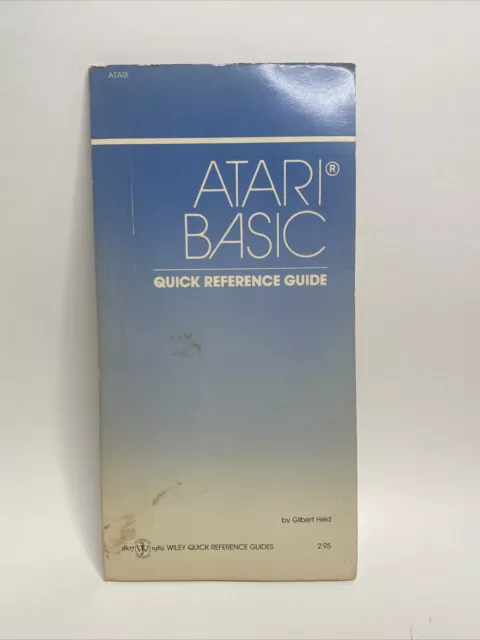 ATARI
ATARI®
BASIC
QUICK REFERENCE GUIDE
by Gilbert Held
1807 W 1982 WILEY QUICK REFERENCE GUIDES 2.95